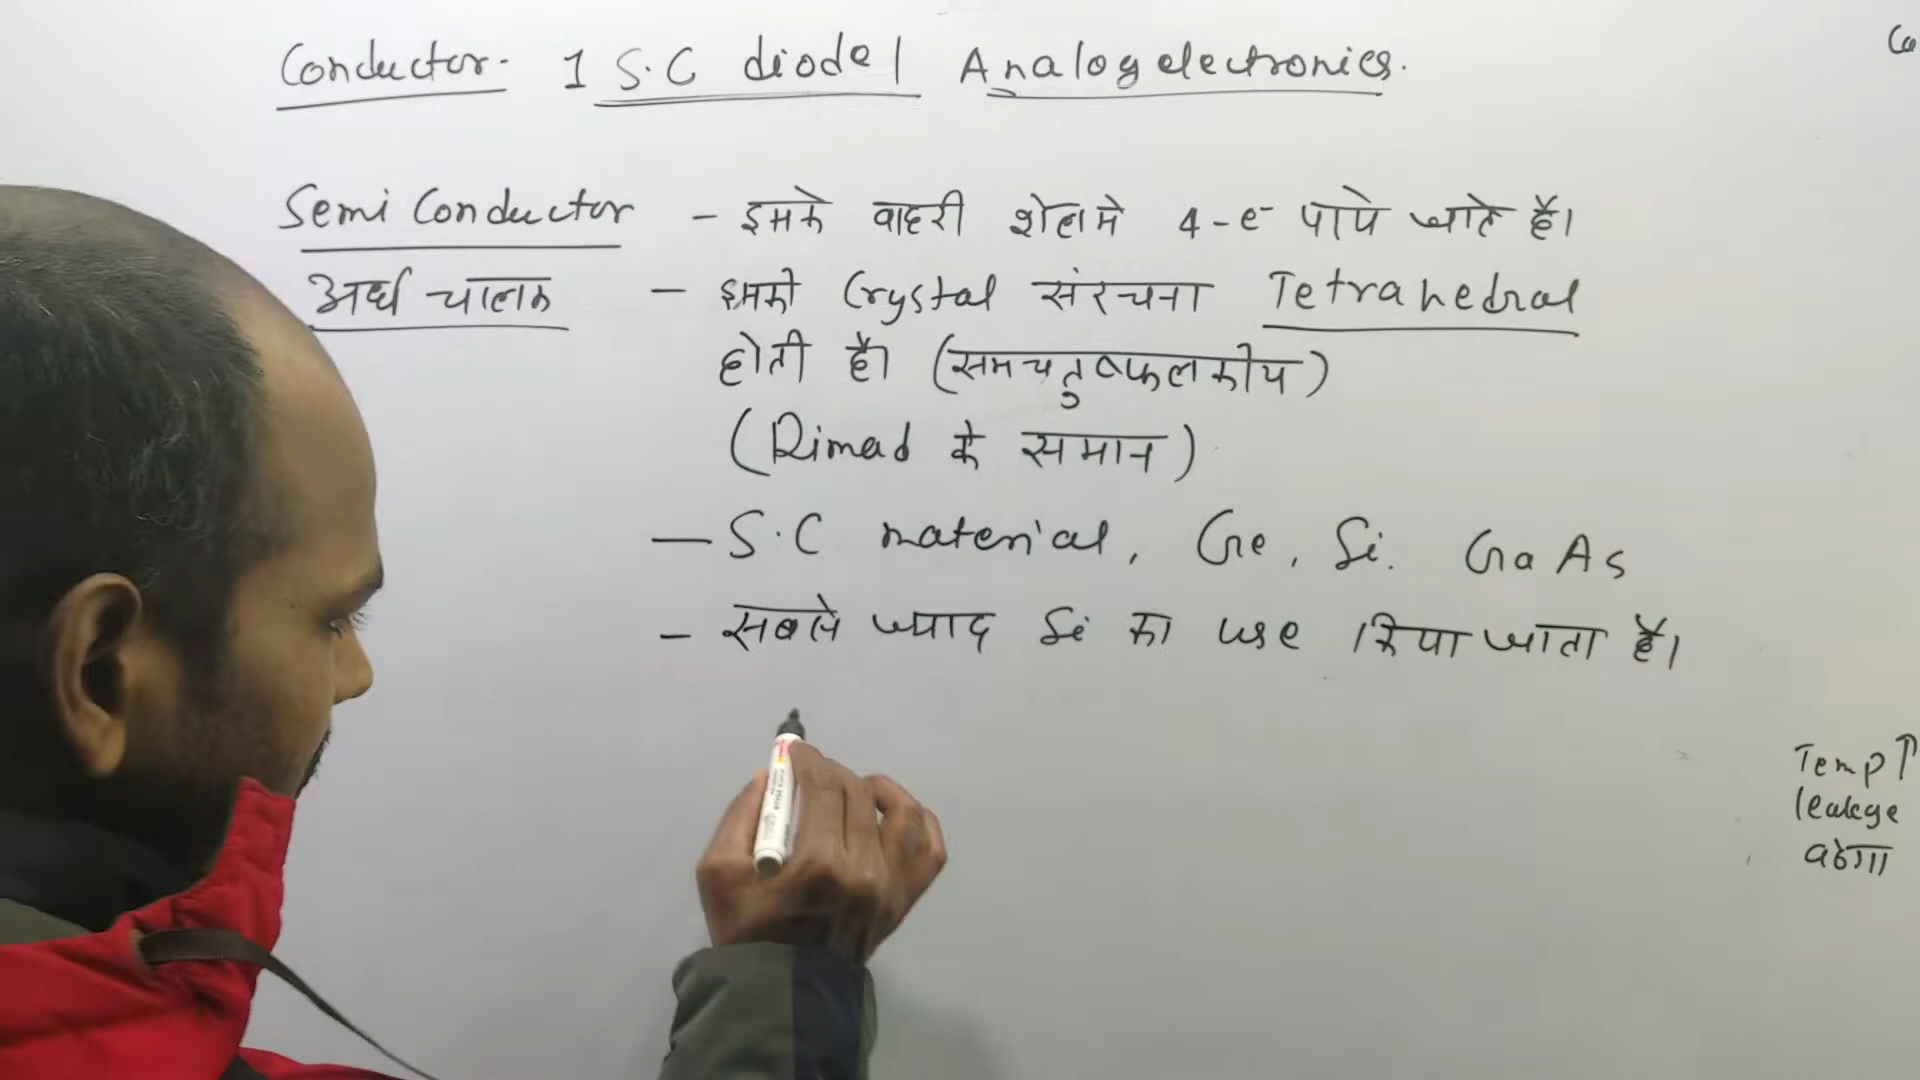 Conductor. 1 S.C diode | Analog electronics.
Semi Conductor - इसके बाहरी शेल मे 4-e⁻ पाये जाते है।
अर्ध चालक - इसकी Crystal संरचना Tetrahedral
होती है। (समचतुष्फलकीय)
(Dimad के समान)
- S.C material, Ge, Si. GaAs
- सबसे ज्याद Si का use किया जाता है।
Temp ↑
leakge
बढेगा